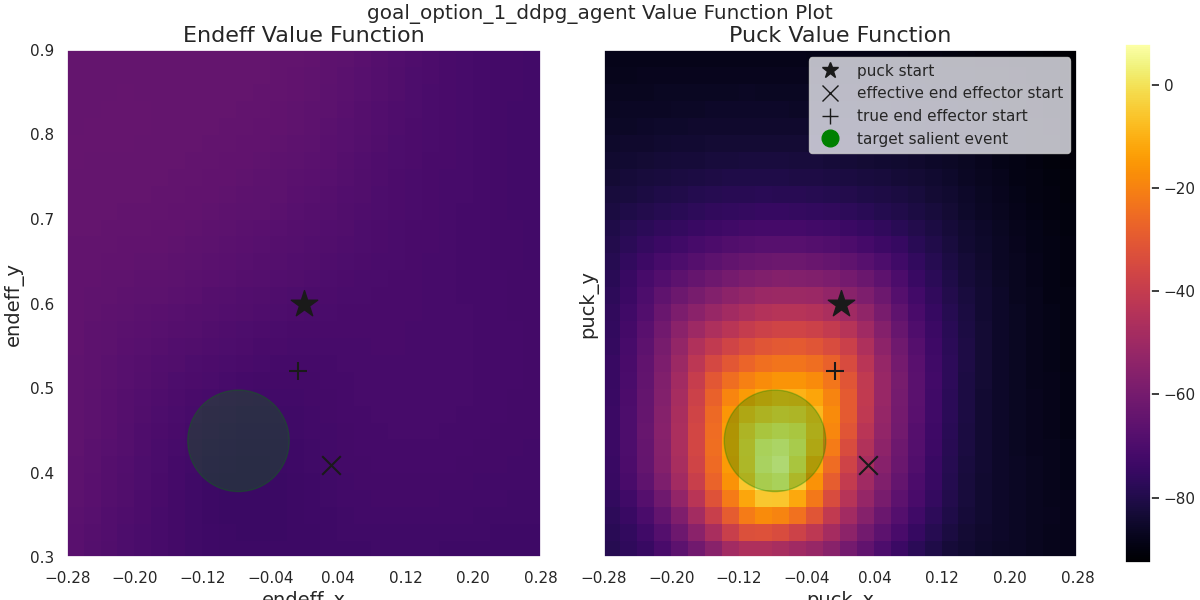 goal_option_1_ddpg_agent Value Function Plot
Endeff Value Function
Puck Value Function
0.9
0.8
0.7
0.6
0.5
0.4
0.3
endeff_y
−0.28 −0.20 −0.12 −0.04 0.04 0.12 0.20 0.28
endeff_x
puck_y
puck start
effective end effector start
true end effector start
target salient event
−0.28 −0.20 −0.12 −0.04 0.04 0.12 0.20 0.28
puck_x
0
−20
−40
−60
−80